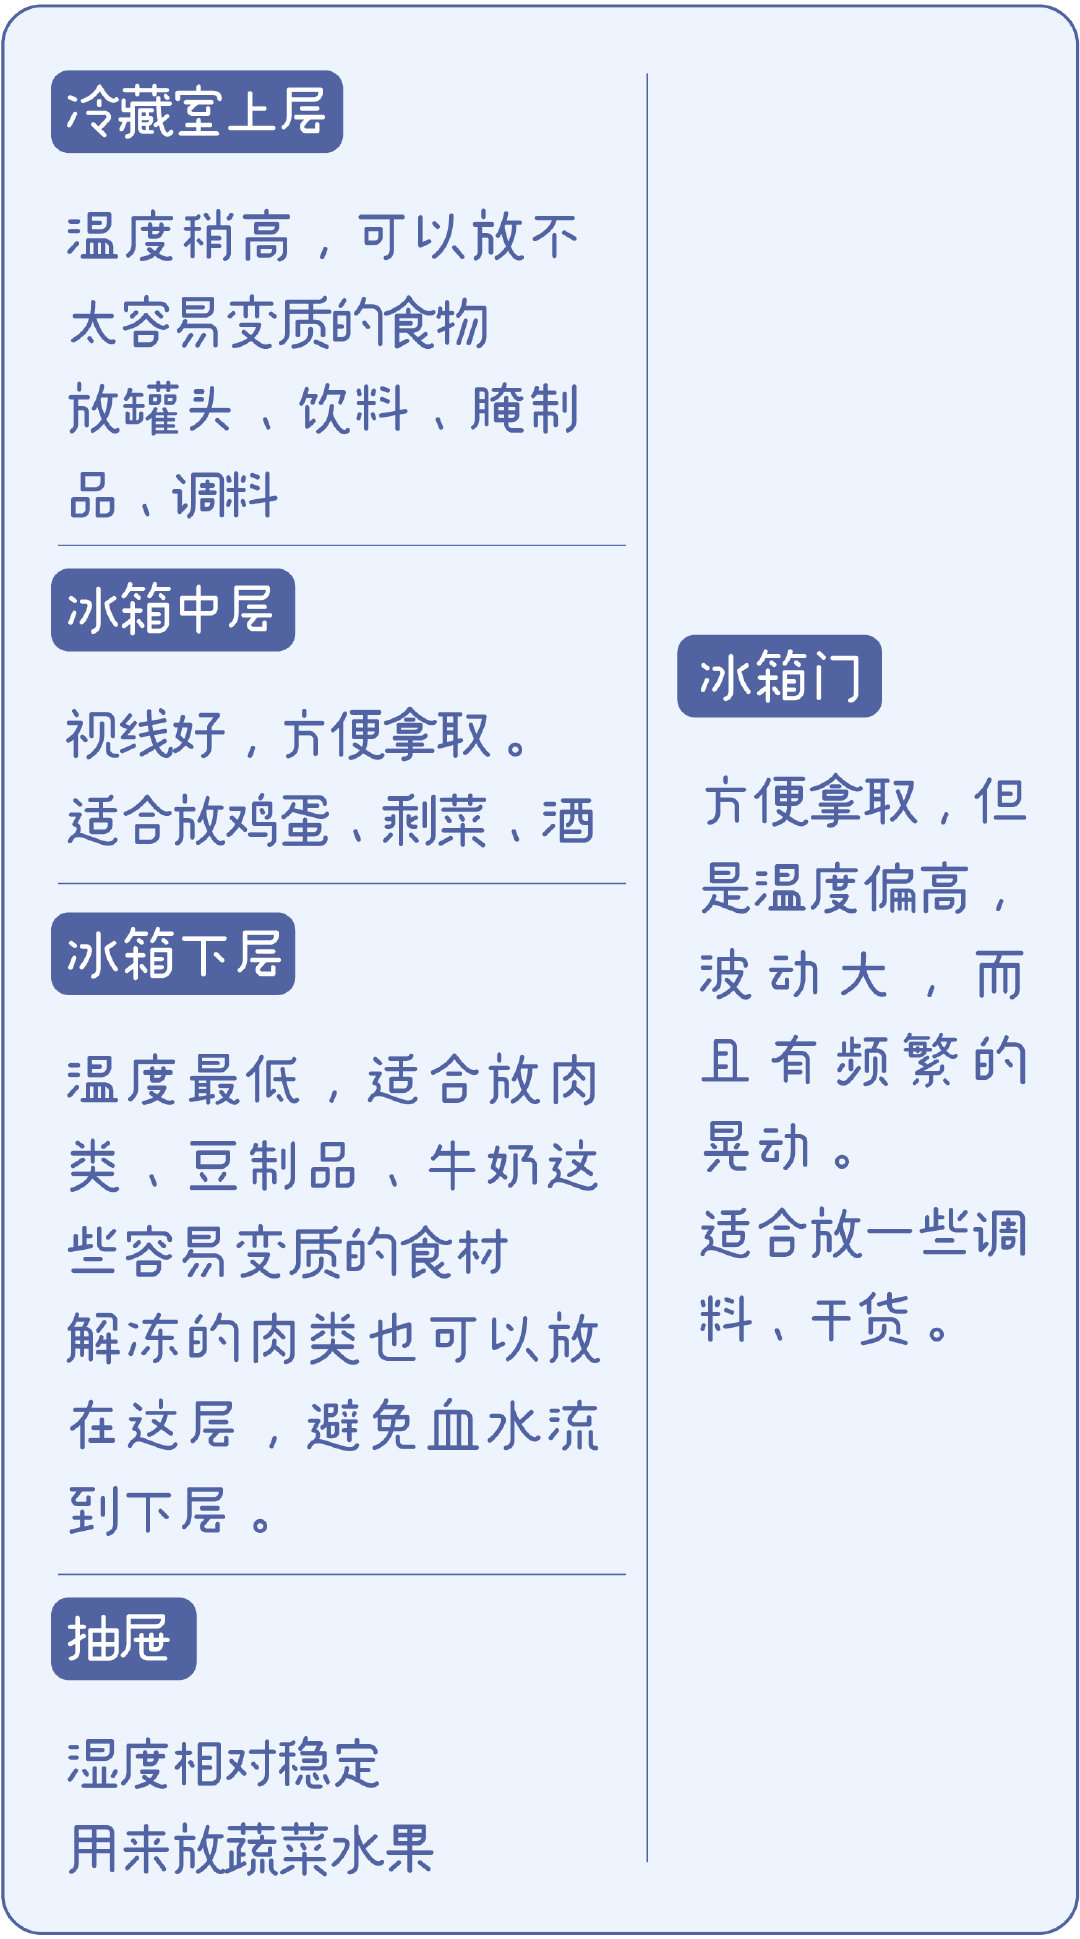 冷藏室上层
温度稍高，可以放不
太容易变质的食物
放罐头、饮料、腌制
品、调料
冰箱中层
视线好，方便拿取。
适合放鸡蛋、剩菜、酒
冰箱下层
温度最低，适合放肉
类、豆制品、牛奶这
些容易变质的食材
解冻的肉类也可以放
在这层，避免血水流
到下层。
抽屉
湿度相对稳定
用来放蔬菜水果
冰箱门
方便拿取，但
是温度偏高，
波动大，而
且有频繁的
晃动。
适合放一些调
料、干货。